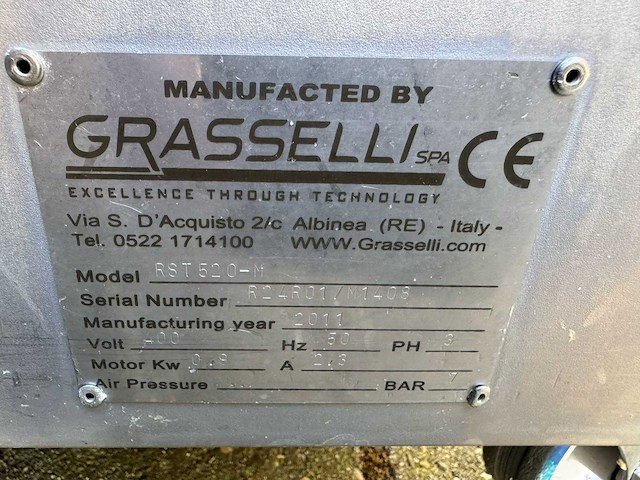 MANUFACTED BY
GRASSELLI SPA CE
EXCELLENCE THROUGH TECHNOLOGY
Via S. D'Acquisto 2/c Albinea (RE) - Italy -
Tel. 0522 1714100 WWW.Grasselli.com
Model RST520-M
Serial Number
Manufacturing year 2011
Volt 400 Hz 50 PH 3
Motor Kw A
Air Pressure BAR